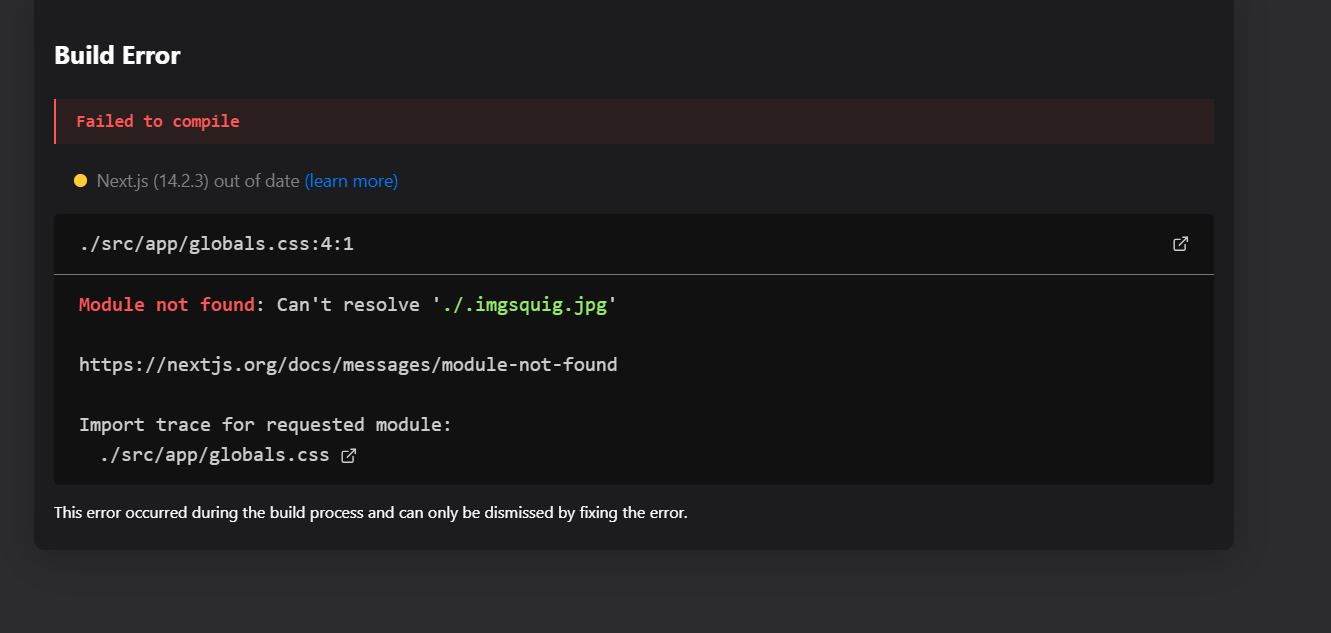 Build Error
Failed to compile
Next.js (14.2.3) out of date (learn more)
./src/app/globals.css:4:1
Module not found: Can't resolve './.imgsquig.jpg'
https://nextjs.org/docs/messages/module-not-found
Import trace for requested module:
./src/app/globals.css
This error occurred during the build process and can only be dismissed by fixing the error.